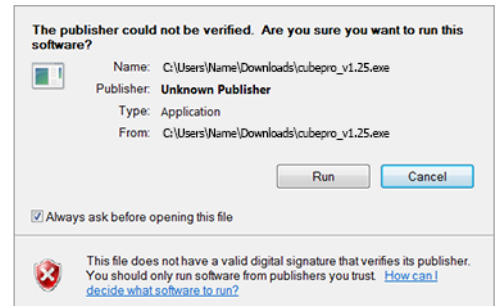 The publisher could not be verified. Are you sure you want to run this
software?
Name: C:\Users\Name\Downloads\cubepro_v1.25.exe
Publisher: Unknown Publisher
Type: Application
From: C:\Users\Name\Downloads\cubepro_v1.25.exe
Run Cancel
Always ask before opening this file
This file does not have a valid digital signature that verifies its publisher.
You should only run software from publishers you trust. How can I
decide what software to run?